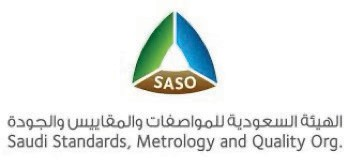 SASO
الهيئة السعودية للمواصفات والمقاييس والجودة
Saudi Standards, Metrology and Quality Org.